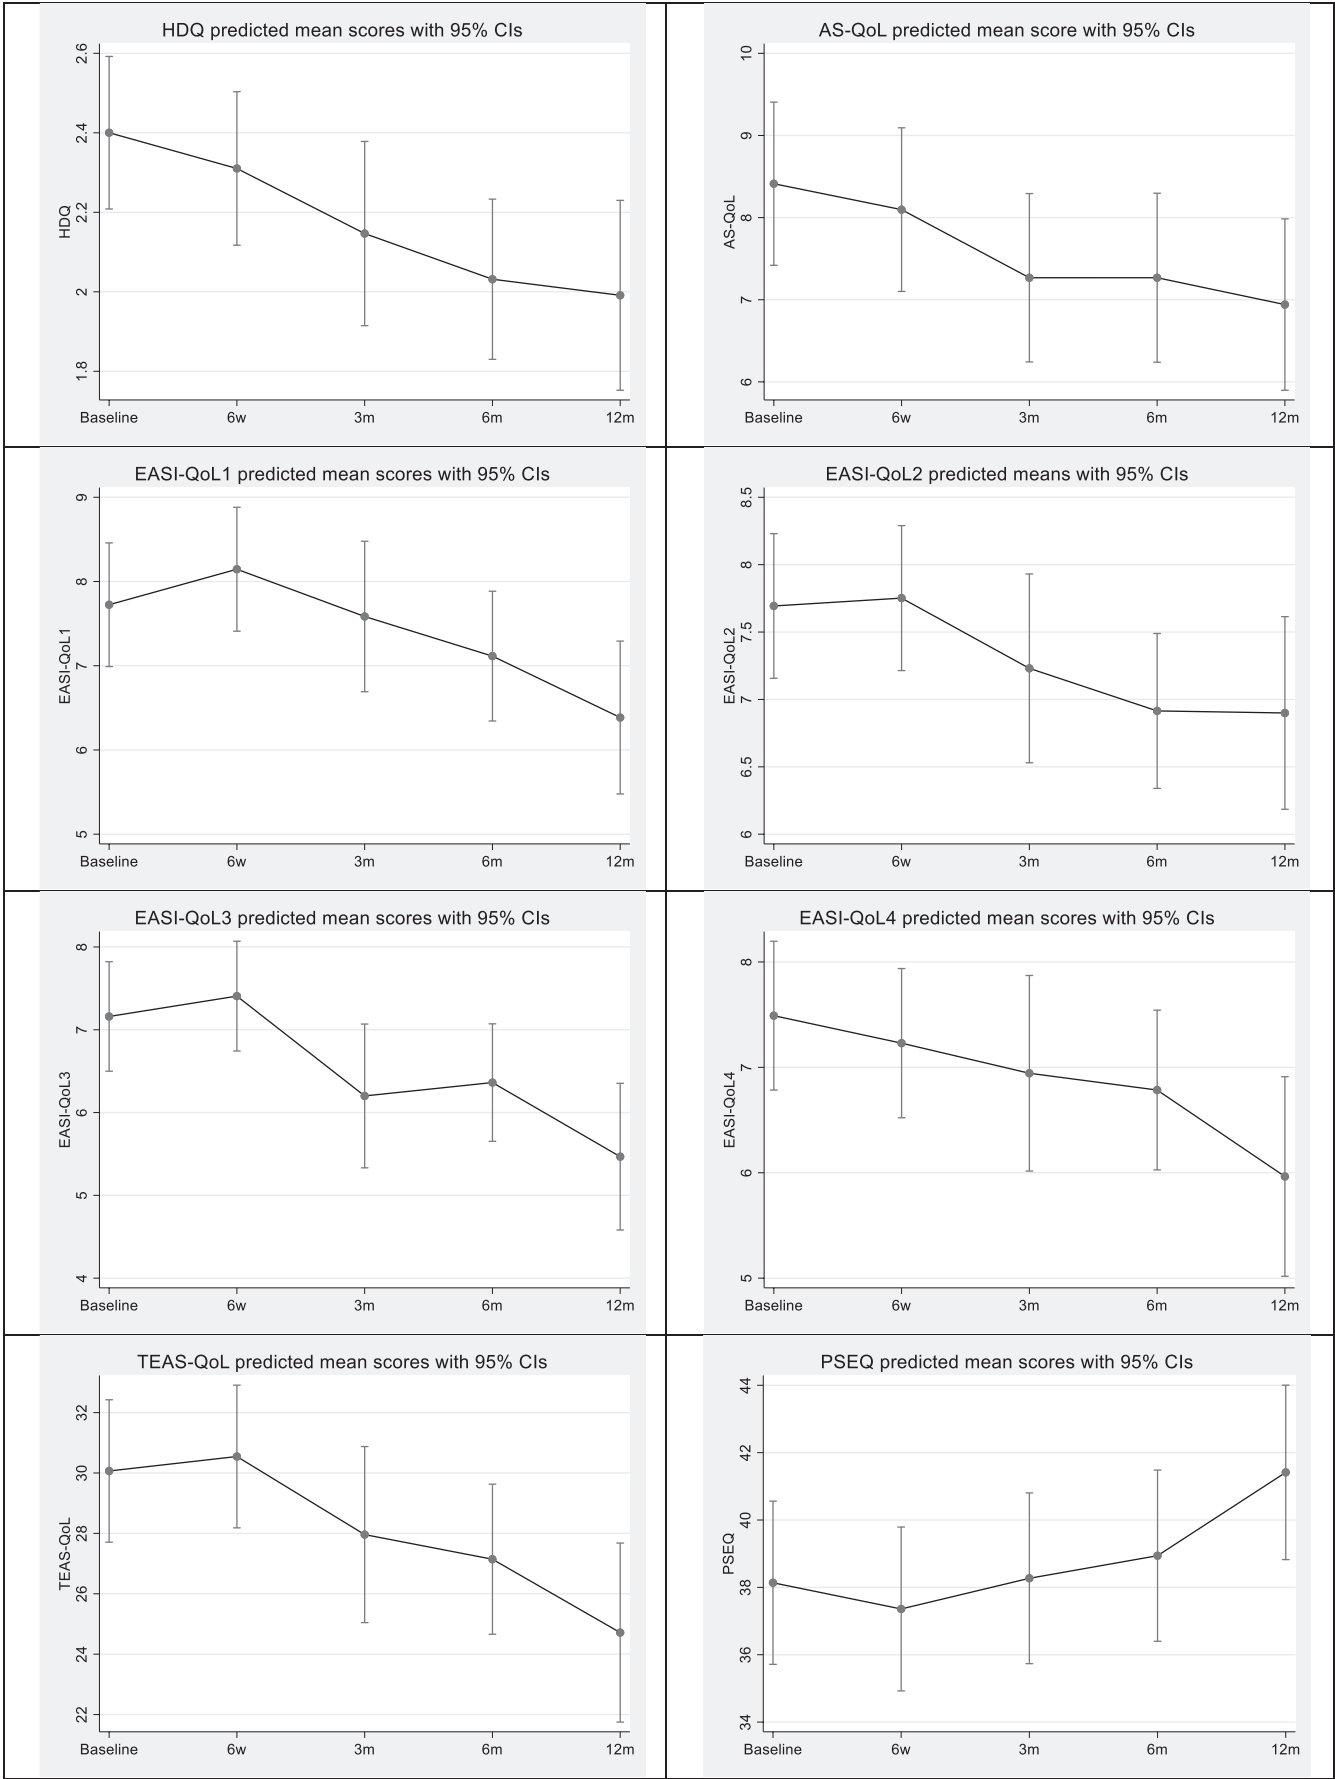 HDQ predicted mean scores with 95% CIs
2.6
2.4
2.2
2
1.8
HDQ
Baseline 6w 3m 6m 12m
AS-QoL predicted mean score with 95% CIs
10
9
8
7
6
AS-QoL
Baseline 6w 3m 6m 12m
EASI-QoL1 predicted mean scores with 95% CIs
9
8
7
6
5
EASI-QoL1
Baseline 6w 3m 6m 12m
EASI-QoL2 predicted means with 95% CIs
8.5
8
7.5
7
6.5
6
EASI-QoL2
Baseline 6w 3m 6m 12m
EASI-QoL3 predicted mean scores with 95% CIs
8
7
6
5
4
EASI-QoL3
Baseline 6w 3m 6m 12m
EASI-QoL4 predicted mean scores with 95% CIs
8
7
6
5
EASI-QoL4
Baseline 6w 3m 6m 12m
TEAS-QoL predicted mean scores with 95% CIs
32
30
28
26
24
22
TEAS-QoL
Baseline 6w 3m 6m 12m
PSEQ predicted mean scores with 95% CIs
44
42
40
38
36
34
PSEQ
Baseline 6w 3m 6m 12m